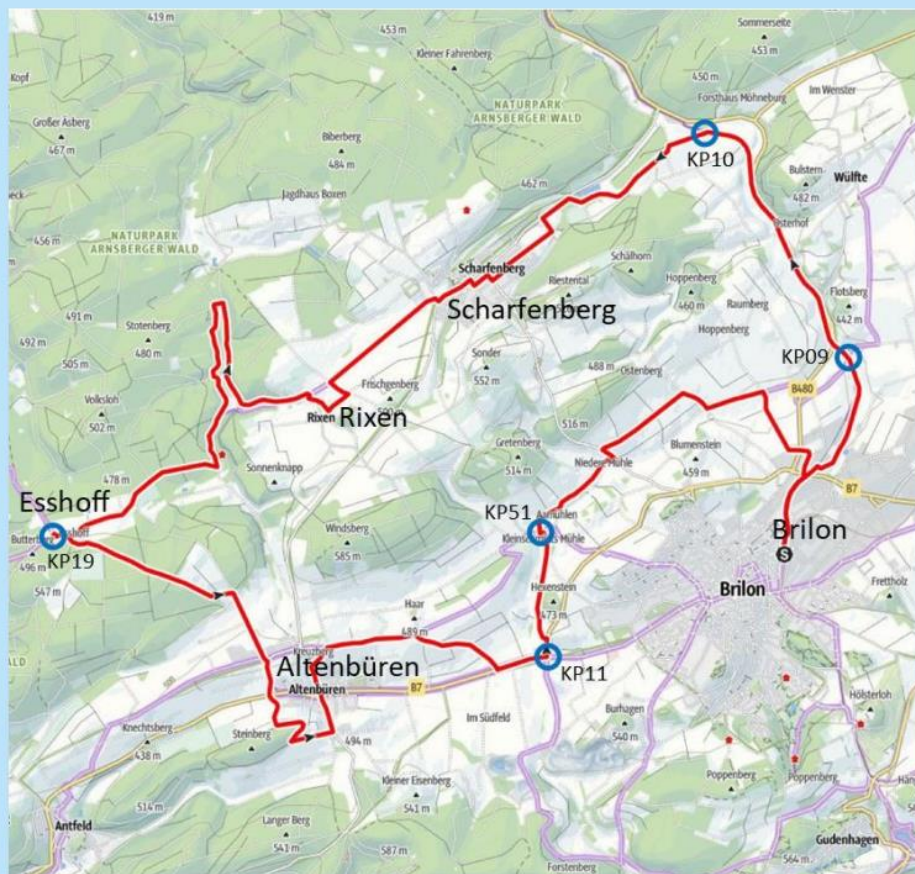 419 m
453 m
Sommerseite
453 m
Kleiner Fahrenberg
Kopf
450 m
Im Wenster
Forsthaus Möhneburg
NATURPARK
ARNSBERGER WALD
Großer Asberg
467 m
Biberberg
484 m
KP10
Bulstern
482 m
Wülfte
Jagdhaus Boxen
462 m
Osterhof
456 m
NATURPARK
ARNSBERGER WALD
Schälhorn
Scharfenberg
Riestental
Hoppenberg
460 m
Flotsberg
442 m
Raumberg
491 m
Stotenberg
480 m
Scharfenberg
Hoppenberg
492 m
505 m
Sonder
552 m
488 m
Ostenberg
KP09
Frischgenberg
B480
Volksloh
502 m
Rixen
Rixen
516 m
Gretenberg
514 m
Blumenstein
459 m
Niedere Mühle
478 m
Sonnenknapp
B7
Esshoff
KP51
Aamühlen
Brilon
Butterberg
496 m
KP19
Windsberg
585 m
S
547 m
Hexenstein
473 m
Brilon
Frettholz
Haar
489 m
Kreuzberg
Altenbüren
KP11
Altenbüren
B7
Hölsterloh
Im Südfeld
Knechtsberg
438 m
Steinberg
494 m
Burhagen
540 m
Poppenberg
Poppenberg
Kleiner Eisenberg
541 m
514 m
Langer Berg
541 m
Antfeld
587 m
Forstenberg
564 m
Gudenhagen